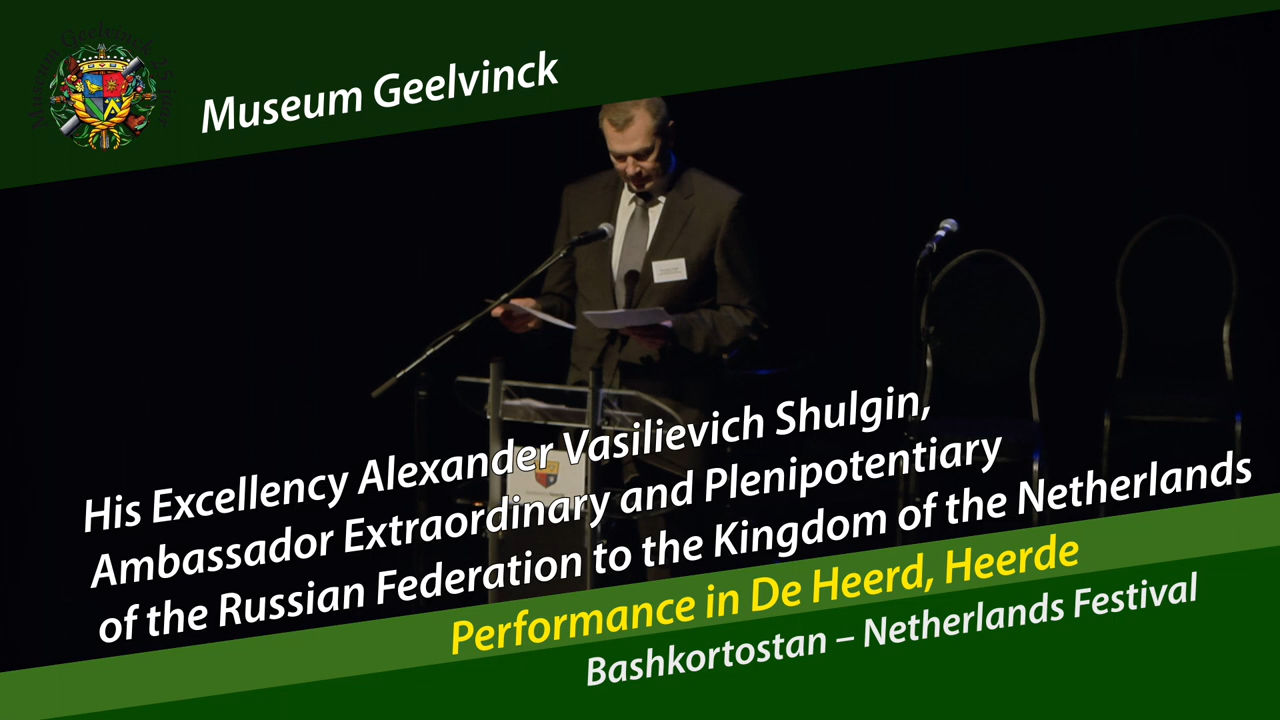 Museum Geelvinck
His Excellency Alexander Vasilievich Shulgin,
Ambassador Extraordinary and Plenipotentiary
of the Russian Federation to the Kingdom of the Netherlands
Performance in De Heerd, Heerde
Bashkortostan – Netherlands Festival